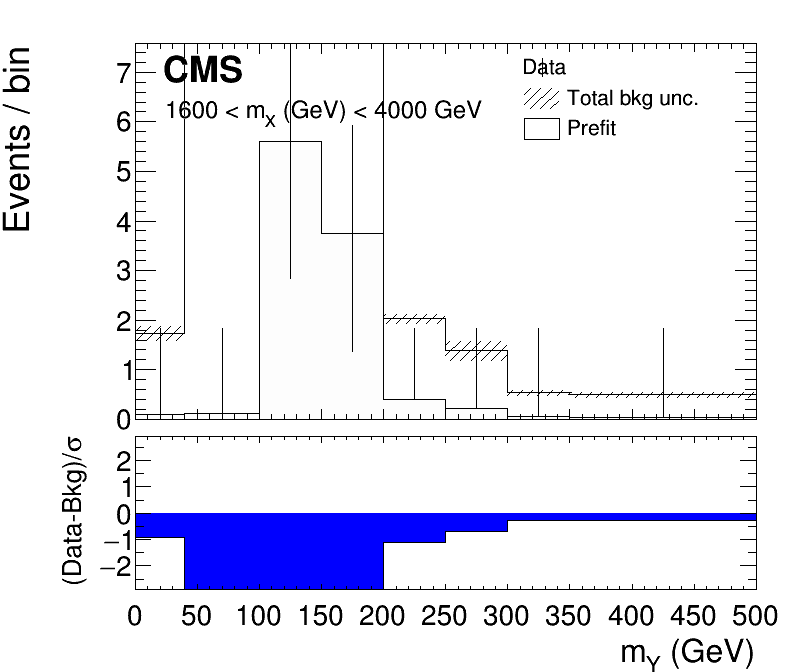 CMS
1600 < mX (GeV) < 4000 GeV
Data
Total bkg unc.
Prefit
Events / bin
7
6
5
4
3
2
1
0
(Data-Bkg)/σ
2
1
0
−1
−2
0 50 100 150 200 250 300 350 400 450 500
mY (GeV)